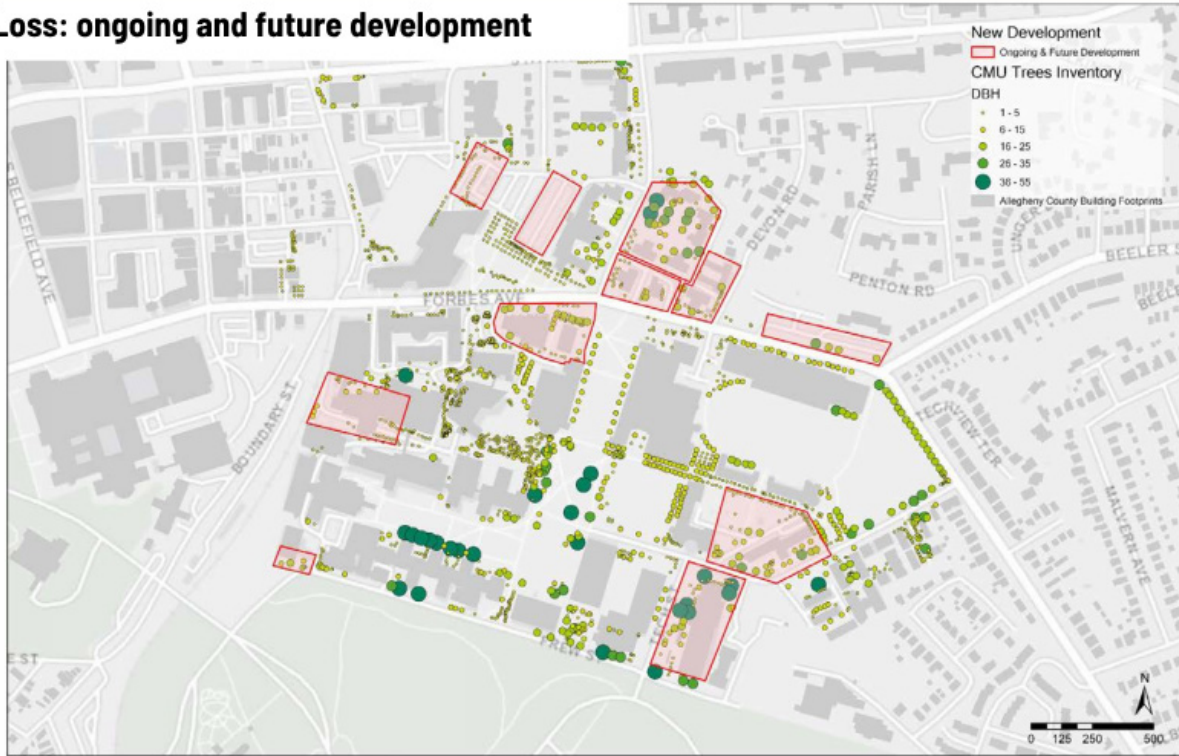 Loss: ongoing and future development
New Development
Ongoing & Future Development
CMU Trees Inventory
DBH
1 - 5
6 - 15
16 - 25
26 - 35
36 - 55
Allegheny County Building Footprints
S BELLEFIELD AVE
DEVON RD
PARISH LN
BEELER
PENTON RD
FORBES AVE
BOUNDARY ST
TECHVIEW TER
MALVERN AVE
FREW ST
E ST
N
0 125 250 500